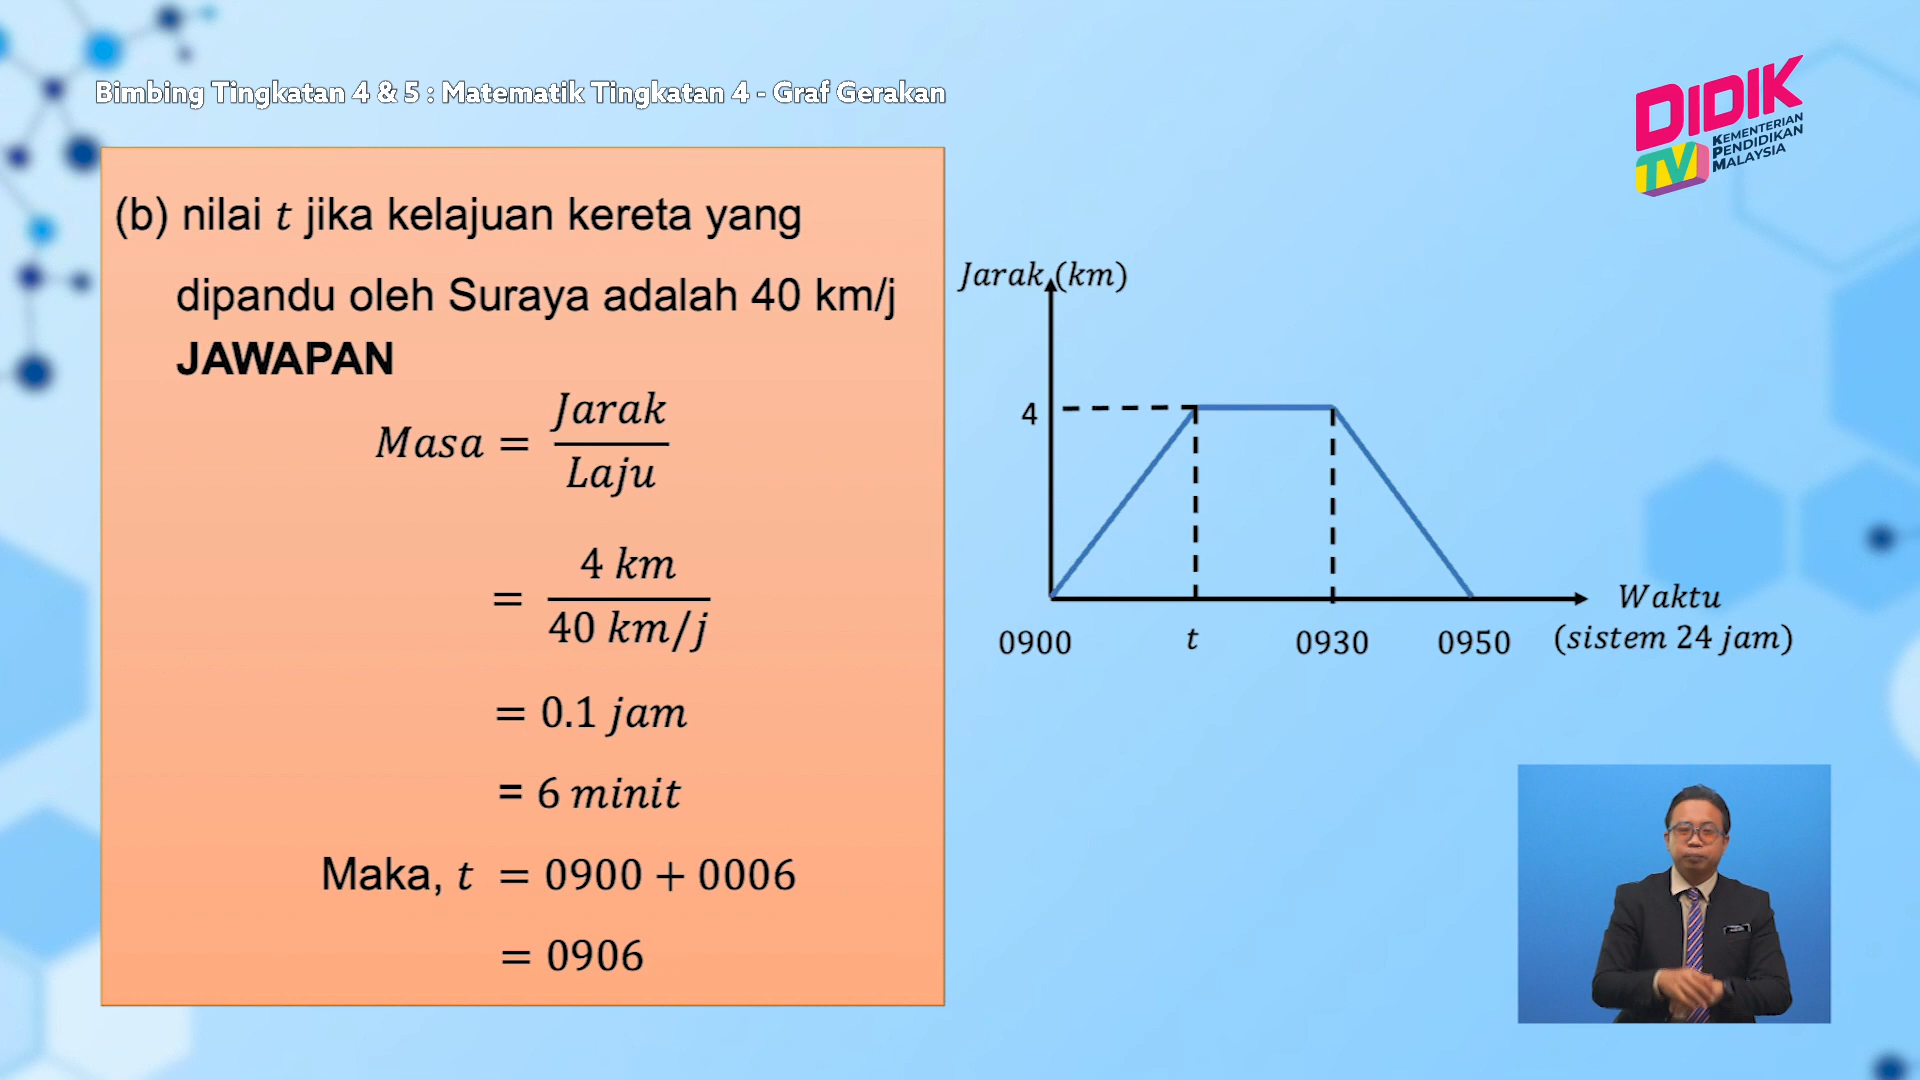 Bimbing Tingkatan 4 & 5 : Matematik Tingkatan 4 - Graf Gerakan
DIDIK
TV
KEMENTERIAN
PENDIDIKAN
MALAYSIA
(b) nilai t jika kelajuan kereta yang
dipandu oleh Suraya adalah 40 km/j
JAWAPAN
Masa = Jarak / Laju
= 4 km / 40 km/j
= 0.1 jam
= 6 minit
Maka, t = 0900 + 0006
= 0906
Jarak (km)
4
0900 t 0930 0950
Waktu
(sistem 24 jam)